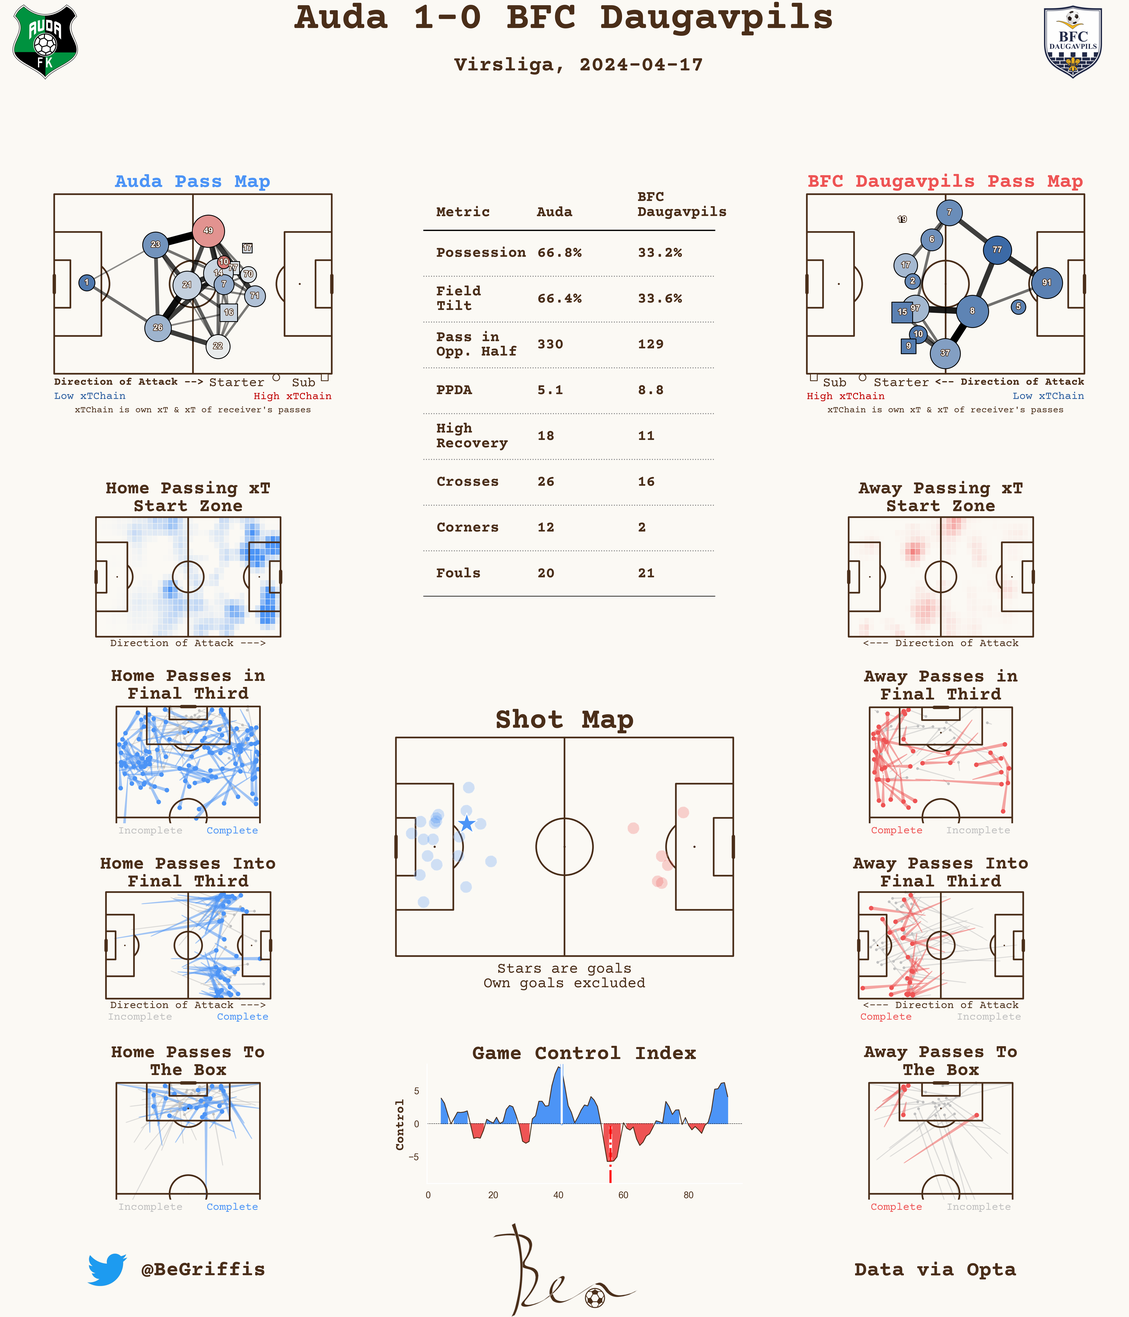 Auda 1-0 BFC Daugavpils
Virsliga, 2024-04-17
AUDA
FK
BFC
DAUGAVPILS
Auda Pass Map
49
23
17
10
14
77
70
1
21
7
71
16
26
22
Direction of Attack --> Starter Sub
Low xTChain High xTChain
xTChain is own xT & xT of receiver's passes
Metric Auda BFC Daugavpils
Possession 66.8% 33.2%
Field Tilt 66.4% 33.6%
Pass in Opp. Half 330 129
PPDA 5.1 8.8
High Recovery 18 11
Crosses 26 16
Corners 12 2
Fouls 20 21
BFC Daugavpils Pass Map
19
7
6
77
17
2
91
15
97
8
5
10
9
37
Sub Starter <-- Direction of Attack
High xTChain Low xTChain
xTChain is own xT & xT of receiver's passes
Home Passing xT
Start Zone
Direction of Attack --->
Away Passing xT
Start Zone
<--- Direction of Attack
Home Passes in
Final Third
Incomplete Complete
Away Passes in
Final Third
Complete Incomplete
Shot Map
Stars are goals
Own goals excluded
Home Passes Into
Final Third
Direction of Attack --->
Incomplete Complete
Away Passes Into
Final Third
<--- Direction of Attack
Complete Incomplete
Home Passes To
The Box
Incomplete Complete
Game Control Index
Control
5
0
−5
0 20 40 60 80
Away Passes To
The Box
Complete Incomplete
@BeGriffis
Bea
Data via Opta